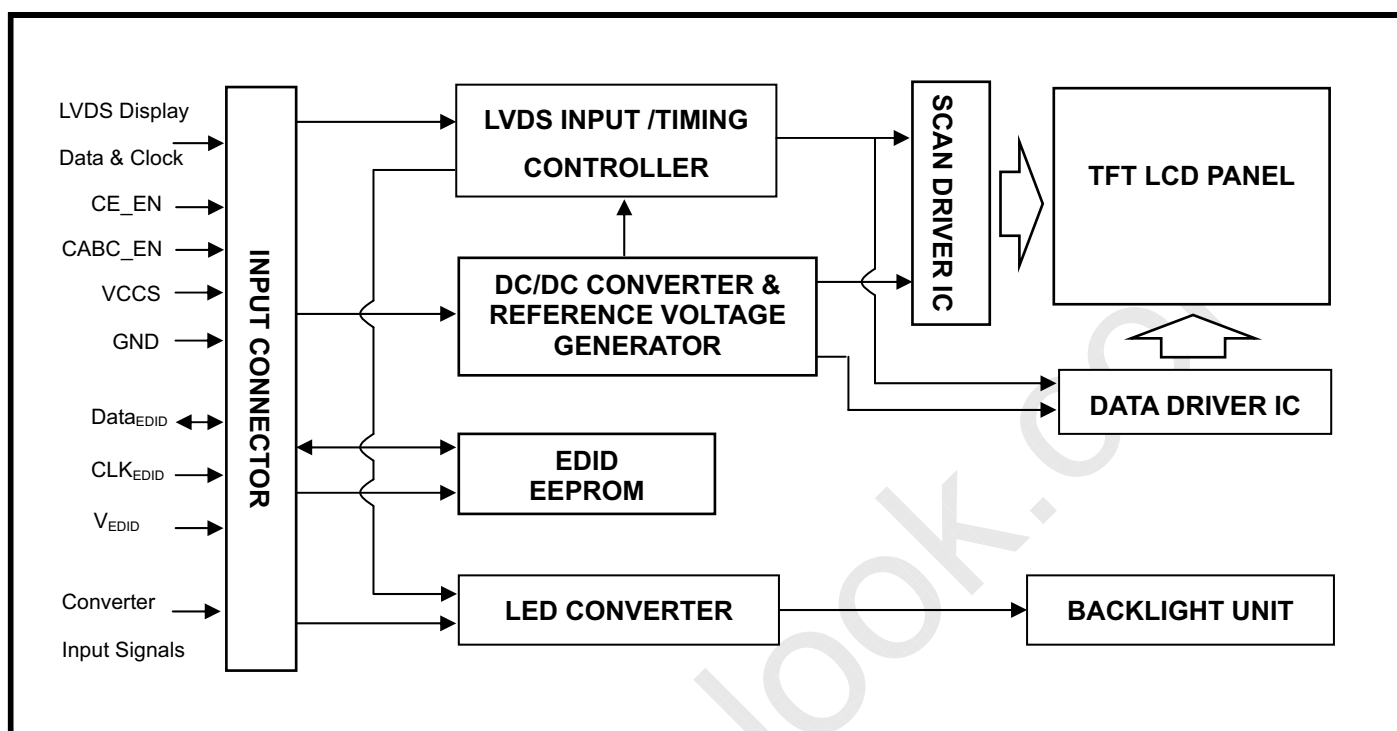 LVDS Display
Data & Clock
CE_EN
CABC_EN
VCCS
GND
DataEDID
CLKEDID
VEDID
Converter
Input Signals
INPUT CONNECTOR
LVDS INPUT /TIMING
CONTROLLER
DC/DC CONVERTER &
REFERENCE VOLTAGE
GENERATOR
EDID
EEPROM
LED CONVERTER
SCAN DRIVER IC
TFT LCD PANEL
DATA DRIVER IC
BACKLIGHT UNIT
look.c